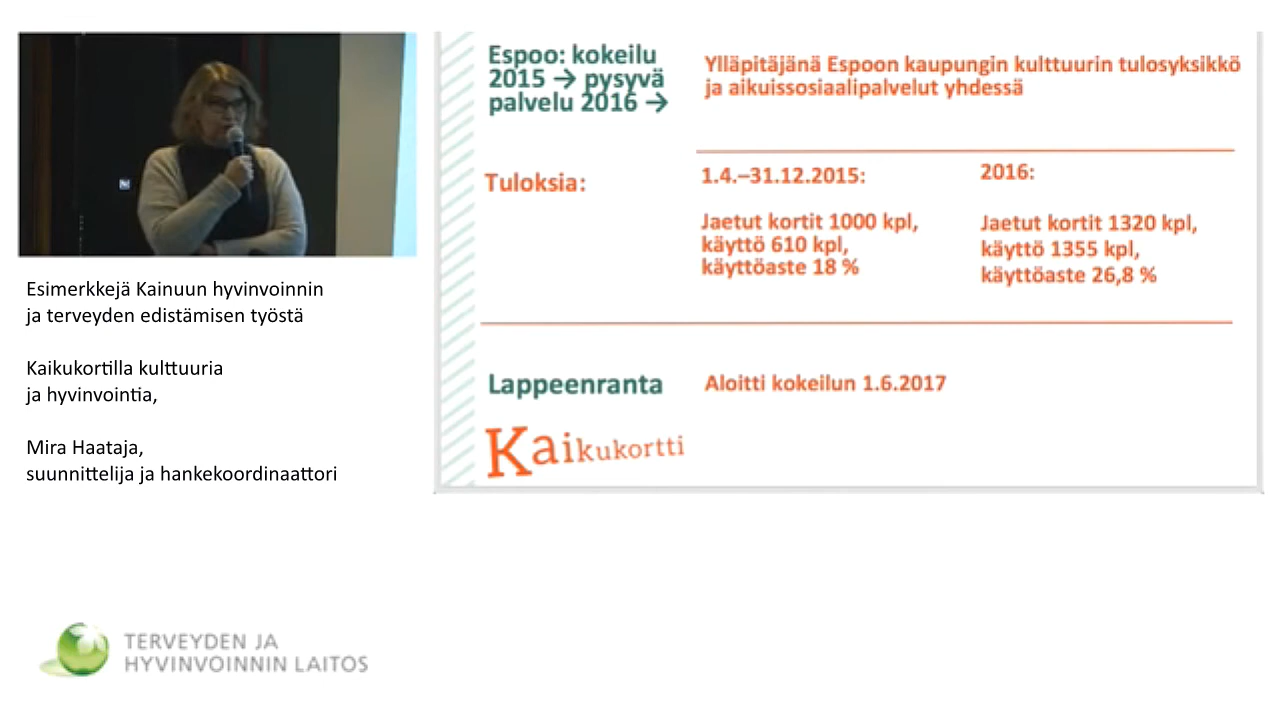 Esimerkkejä Kainuun hyvinvoinnin
ja terveyden edistämisen työstä
Kaikukortilla kulttuuria
ja hyvinvointia,
Mira Haataja,
suunnittelija ja hankekoordinaattori
Espoo: kokeilu
2015 → pysyvä
palvelu 2016 →
Ylläpitäjänä Espoon kaupungin kulttuurin tulosyksikkö
ja aikuissosiaalipalvelut yhdessä
Tuloksia:
1.4.–31.12.2015:
Jaetut kortit 1000 kpl,
käyttö 610 kpl,
käyttöaste 18 %
2016:
Jaetut kortit 1320 kpl,
käyttö 1355 kpl,
käyttöaste 26,8 %
Lappeenranta
Aloitti kokeilun 1.6.2017
Kaikukortti
TERVEYDEN JA
HYVINVOINNIN LAITOS